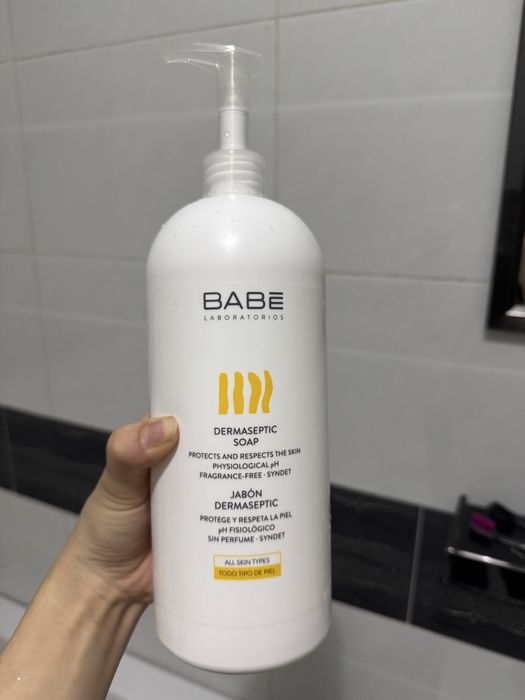 BABĒ
LABORATORIOS
DERMASEPTIC
SOAP
PROTECTS AND RESPECTS THE SKIN
PHYSIOLOGICAL pH
FRAGRANCE-FREE · SYNDET
JABÓN
DERMASEPTIC
PROTEGE Y RESPETA LA PIEL
pH FISIOLÓGICO
SIN PERFUME · SYNDET
ALL SKIN TYPES
TODO TIPO DE PIEL